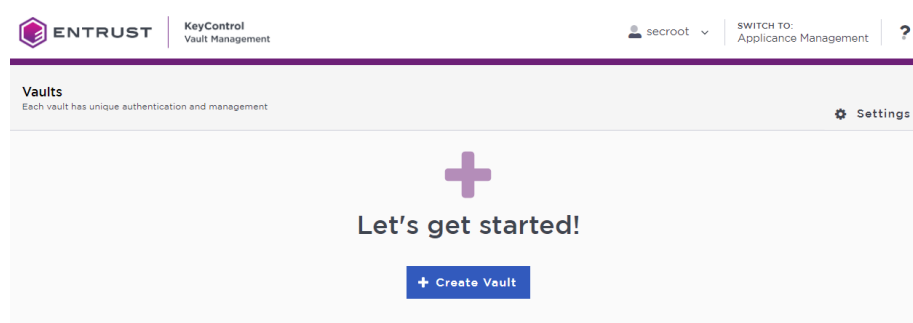 ENTRUST
KeyControl
Vault Management
secroot
SWITCH TO:
Applicance Management
?
Vaults
Each vault has unique authentication and management
Settings
Let's get started!
+ Create Vault